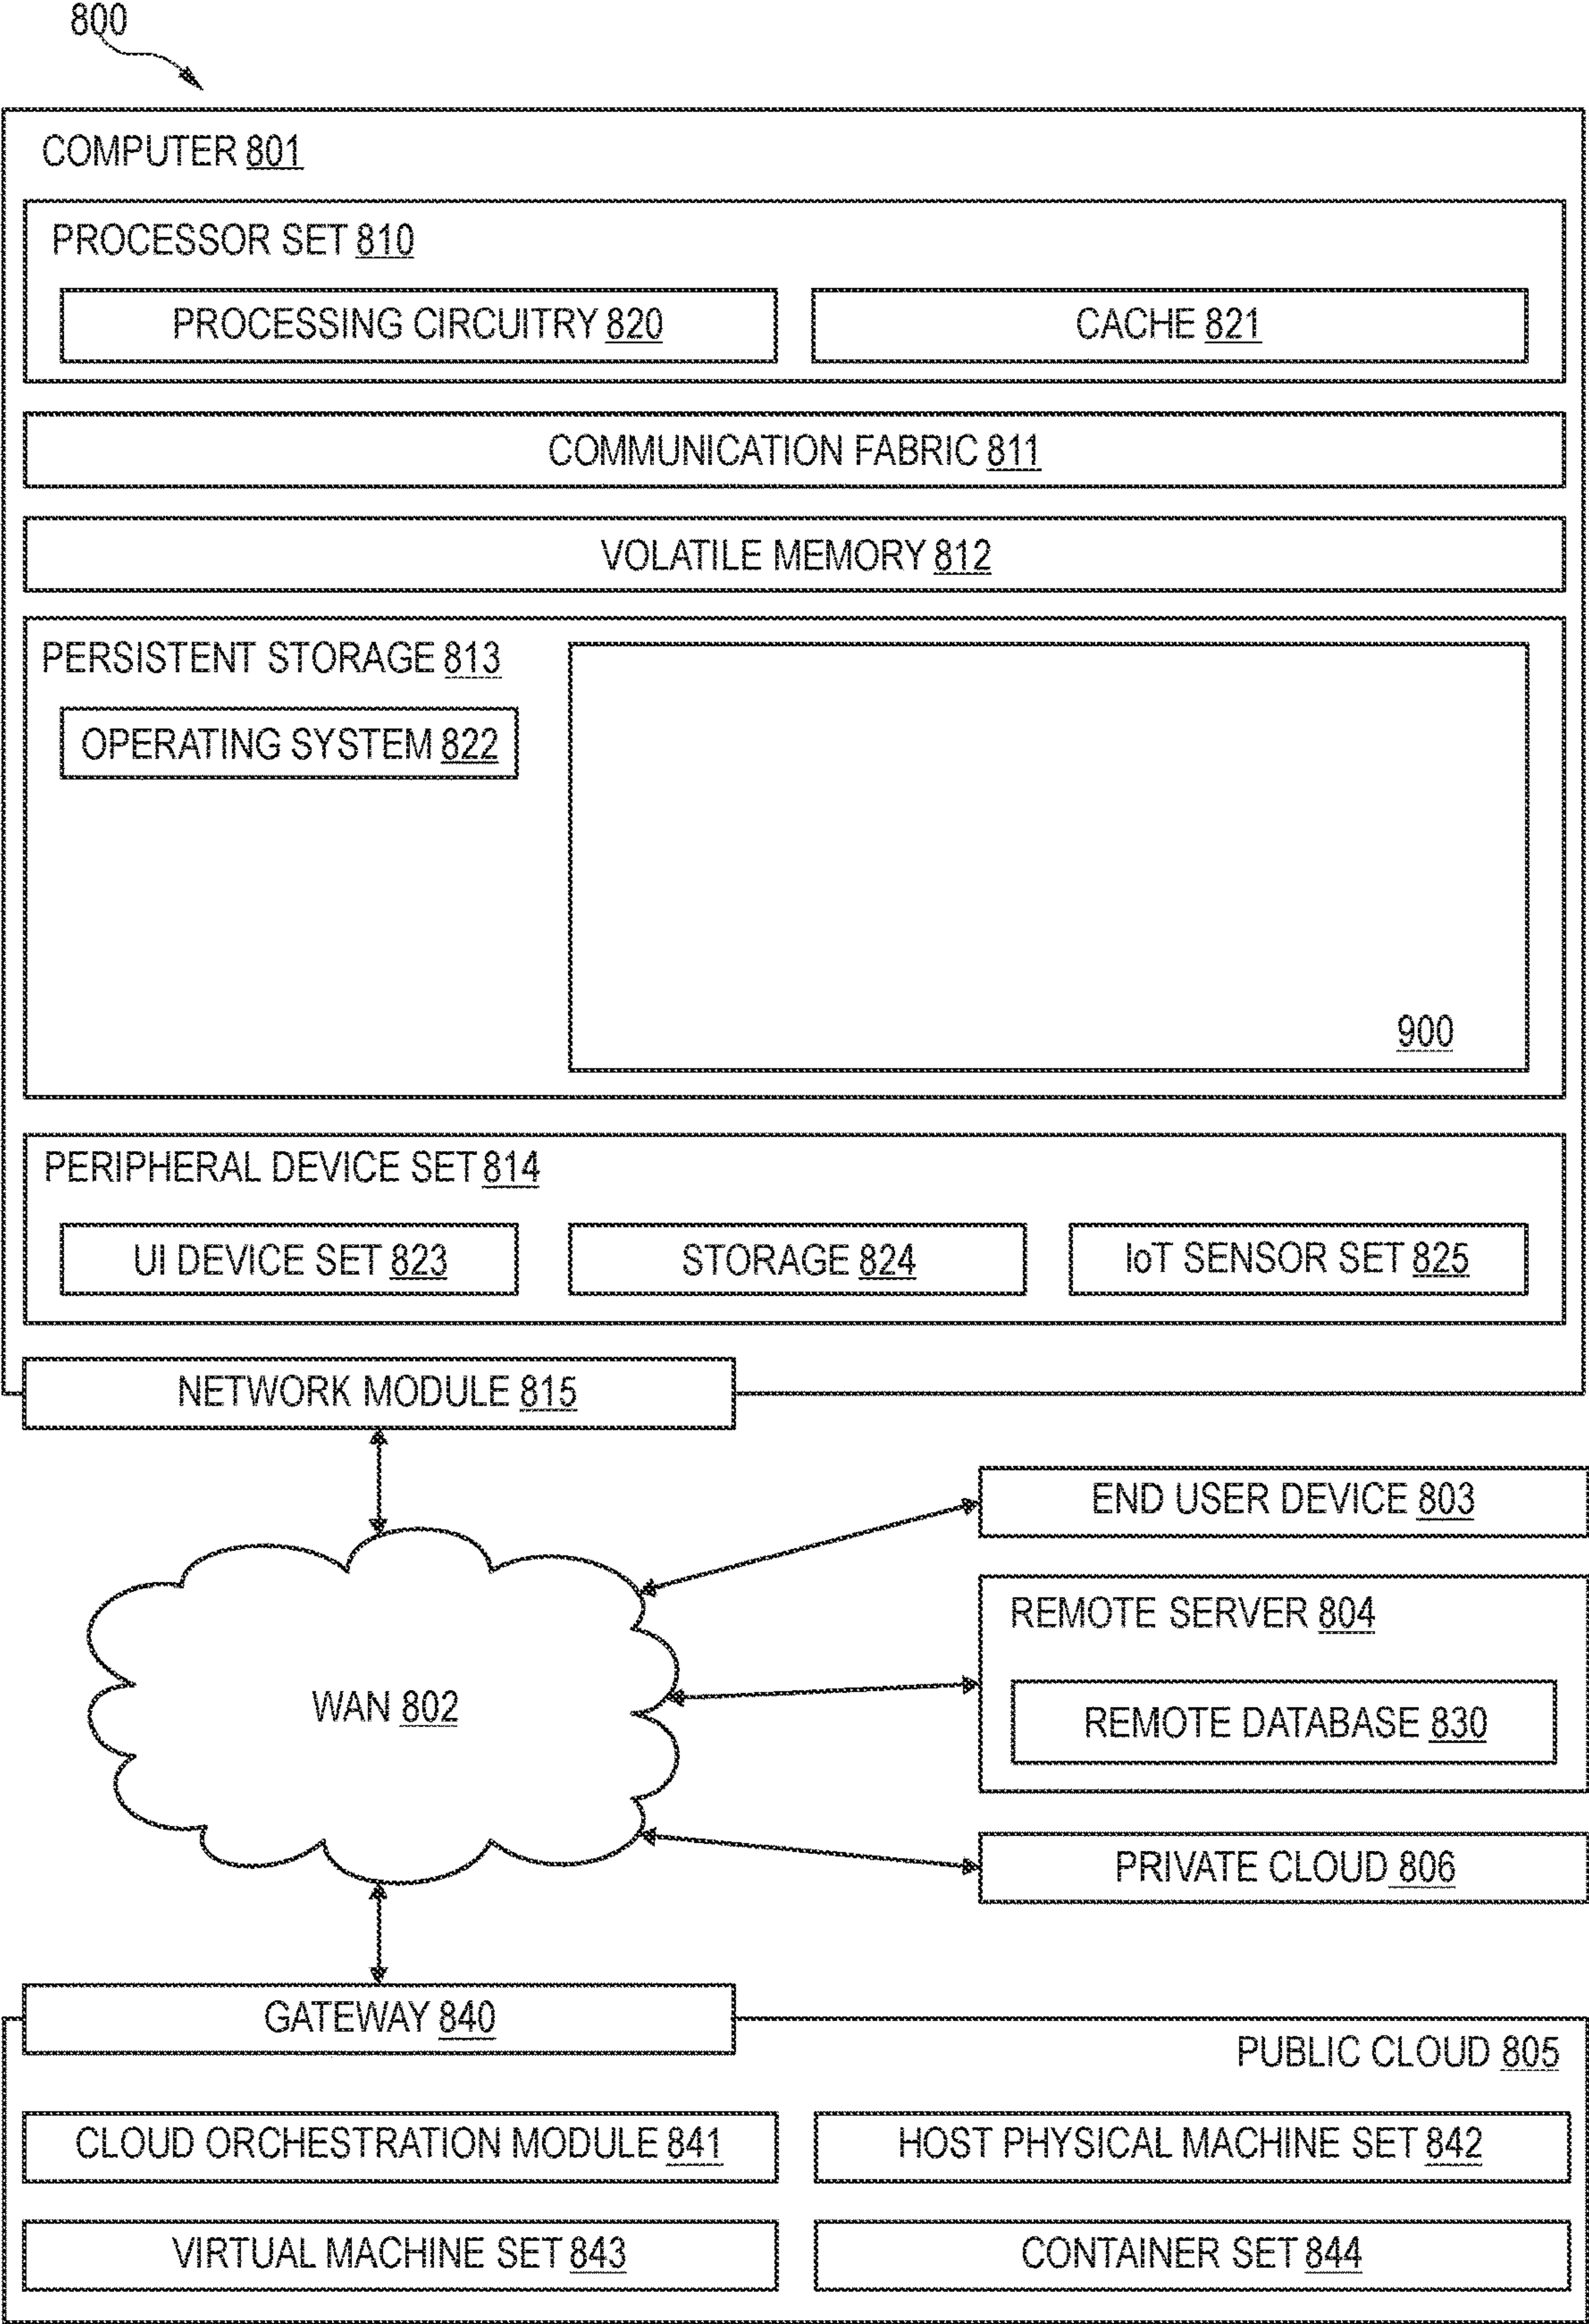 800
COMPUTER 801
PROCESSOR SET 810
PROCESSING CIRCUITRY 820
CACHE 821
COMMUNICATION FABRIC 811
VOLATILE MEMORY 812
PERSISTENT STORAGE 813
OPERATING SYSTEM 822
900
PERIPHERAL DEVICE SET 814
UI DEVICE SET 823
STORAGE 824
IoT SENSOR SET 825
NETWORK MODULE 815
END USER DEVICE 803
REMOTE SERVER 804
WAN 802
REMOTE DATABASE 830
PRIVATE CLOUD 806
GATEWAY 840
PUBLIC CLOUD 805
CLOUD ORCHESTRATION MODULE 841
HOST PHYSICAL MACHINE SET 842
VIRTUAL MACHINE SET 843
CONTAINER SET 844